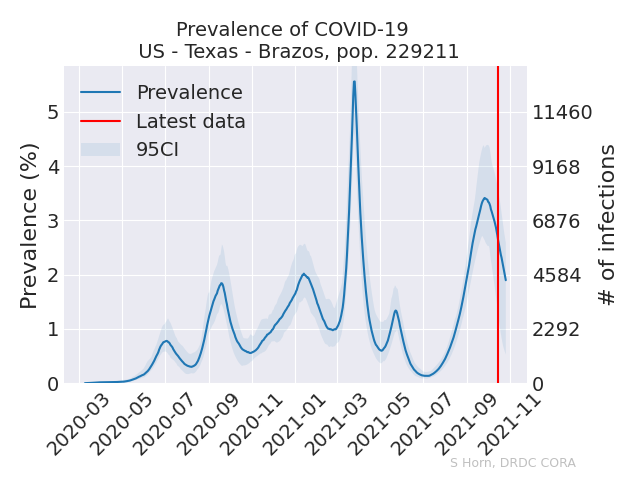 Prevalence of COVID-19
US - Texas - Brazos, pop. 229211
Prevalence
Latest data
95CI
Prevalence (%)
5
4
3
2
1
0
11460
9168
6876
4584
2292
0
# of infections
2020-03
2020-05
2020-07
2020-09
2020-11
2021-01
2021-03
2021-05
2021-07
2021-09
2021-11
S Horn, DRDC CORA